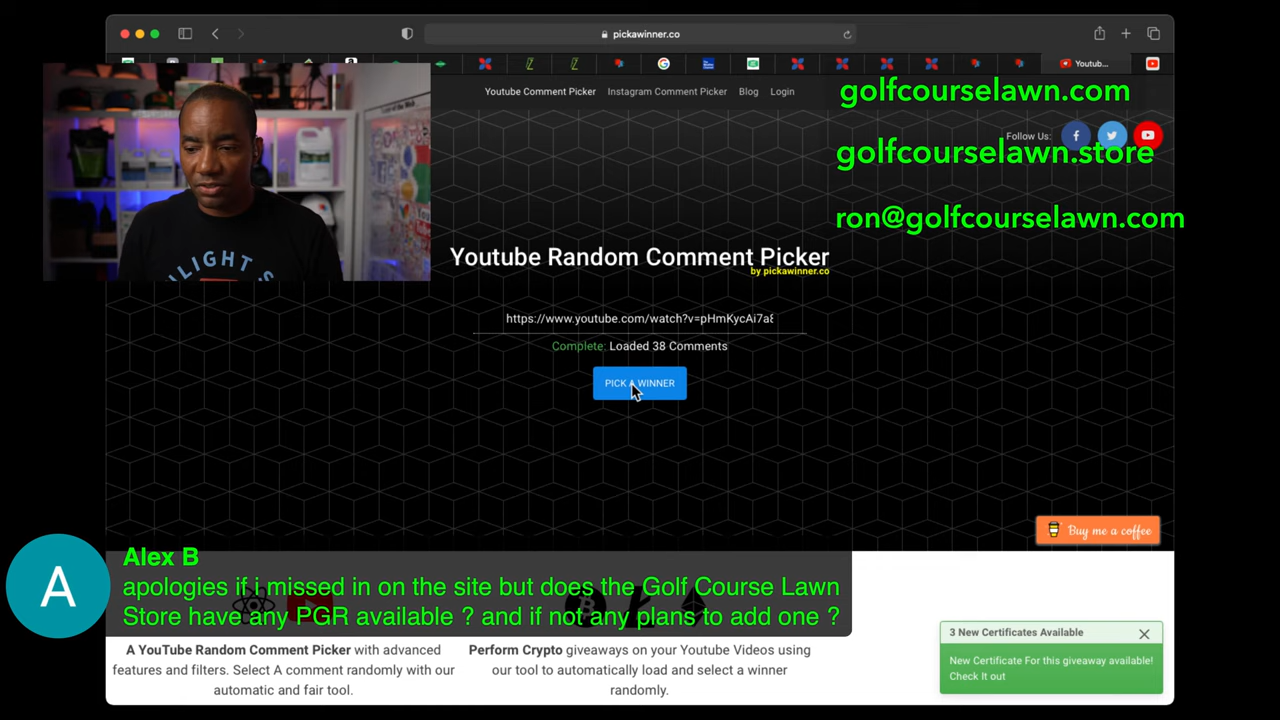 pickawinner.co
Youtub...
Youtube Comment Picker
Instagram Comment Picker
Blog
Login
golfcourselawn.com
Follow Us:
golfcourselawn.store
ron@golfcourselawn.com
Youtube Random Comment Picker
by pickawinner.co
https://www.youtube.com/watch?v=pHmKycAi7a8
Complete: Loaded 38 Comments
PICK A WINNER
Buy me a coffee
A
Alex B
apologies if i missed in on the site but does the Golf Course Lawn
Store have any PGR available ? and if not any plans to add one ?
A YouTube Random Comment Picker with advanced
features and filters. Select A comment randomly with our
automatic and fair tool.
Perform Crypto giveaways on your Youtube Videos using
our tool to automatically load and select a winner
randomly.
3 New Certificates Available
New Certificate For this giveaway available!
Check It out